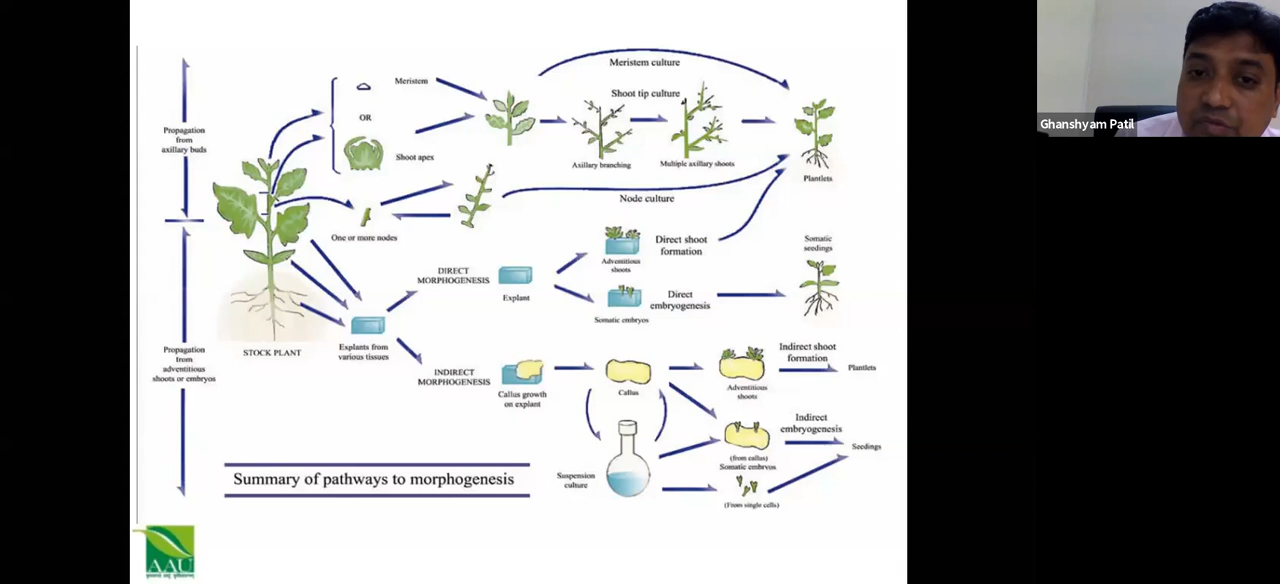 Meristem culture
Meristem
Shoot tip culture
OR
Propagation
from
axillary buds
Shoot apes
Axillary branching
Multiple axillary shoots
Plantlets
Node culture
One or more nodes
Direct shoot
formation
Adventitious
shoots
Somatic
seedings
DIRECT
MORPHOGENESIS
Explant
Direct
embryogenesis
Somatic embryos
STOCK PLANT
Explants from
various tissues
Propagation
from
adventitious
shoots or embryos
INDIRECT
MORPHOGENESIS
Callus growth
on explant
Callus
Adventitious
shoots
Indirect shoot
formation
Plantlets
Indirect
embryogenesis
Seedings
(from callus)
Somatic embryos
Suspension
culture
(From single cells)
Summary of pathways to morphogenesis
AAU
Ghanshyam Patil